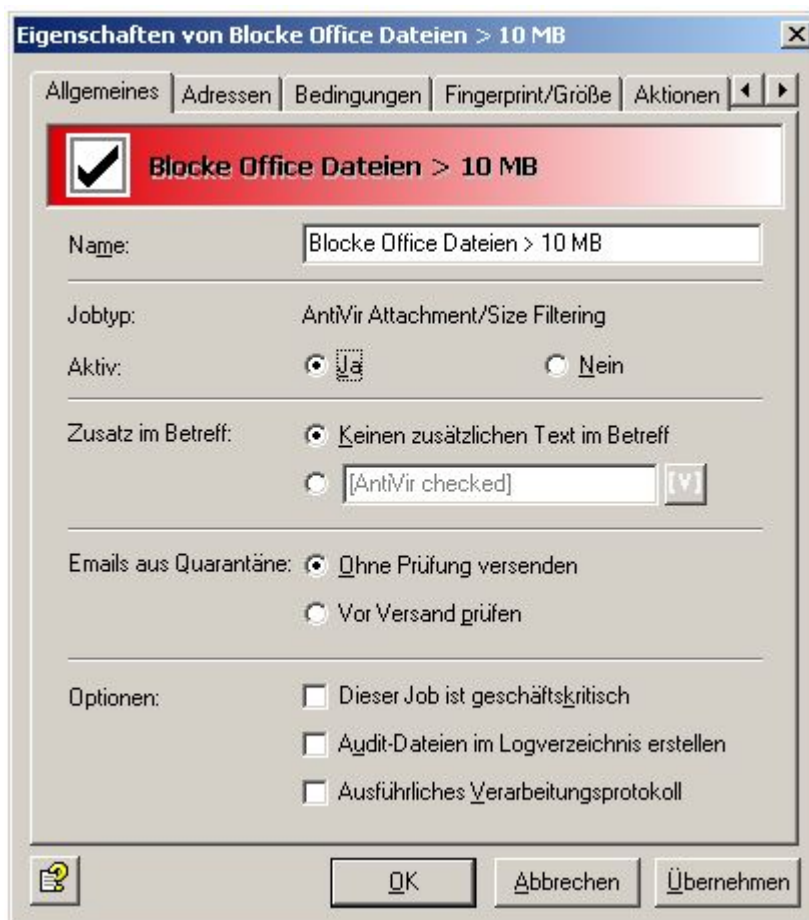 Eigenschaften von Blocke Office Dateien > 10 MB
Allgemeines Adressen Bedingungen Fingerprint/Größe Aktionen
Blocke Office Dateien > 10 MB
Name: Blocke Office Dateien > 10 MB
Jobtyp: AntiVir Attachment/Size Filtering
Aktiv: Ja Nein
Zusatz im Betreff: Keinen zusätzlichen Text im Betreff
[AntiVir checked] [V]
Emails aus Quarantäne: Ohne Prüfung versenden
Vor Versand prüfen
Optionen: Dieser Job ist geschäftskritisch
Audit-Dateien im Logverzeichnis erstellen
Ausführliches Verarbeitungsprotokoll
OK Abbrechen Übernehmen